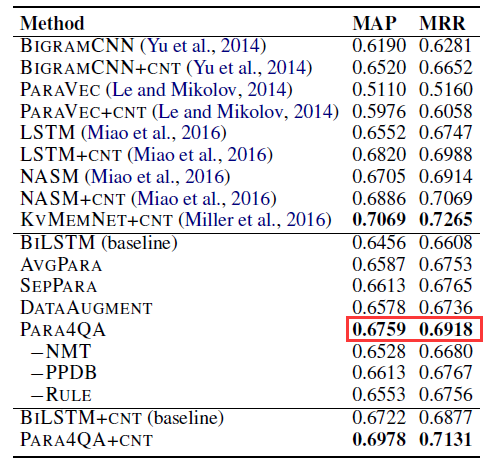 Method MAP MRR
BIGRAMCNN (Yu et al., 2014) 0.6190 0.6281
BIGRAMCNN+CNT (Yu et al., 2014) 0.6520 0.6652
PARAVEC (Le and Mikolov, 2014) 0.5110 0.5160
PARAVEC+CNT (Le and Mikolov, 2014) 0.5976 0.6058
LSTM (Miao et al., 2016) 0.6552 0.6747
LSTM+CNT (Miao et al., 2016) 0.6820 0.6988
NASM (Miao et al., 2016) 0.6705 0.6914
NASM+CNT (Miao et al., 2016) 0.6886 0.7069
KVMEMNET+CNT (Miller et al., 2016) 0.7069 0.7265
BILSTM (baseline) 0.6456 0.6608
AVGPARA 0.6587 0.6753
SEPPARA 0.6613 0.6765
DATAAUGMENT 0.6578 0.6736
PARA4QA 0.6759 0.6918
−NMT 0.6528 0.6680
−PPDB 0.6613 0.6767
−RULE 0.6553 0.6756
BILSTM+CNT (baseline) 0.6722 0.6877
PARA4QA+CNT 0.6978 0.7131